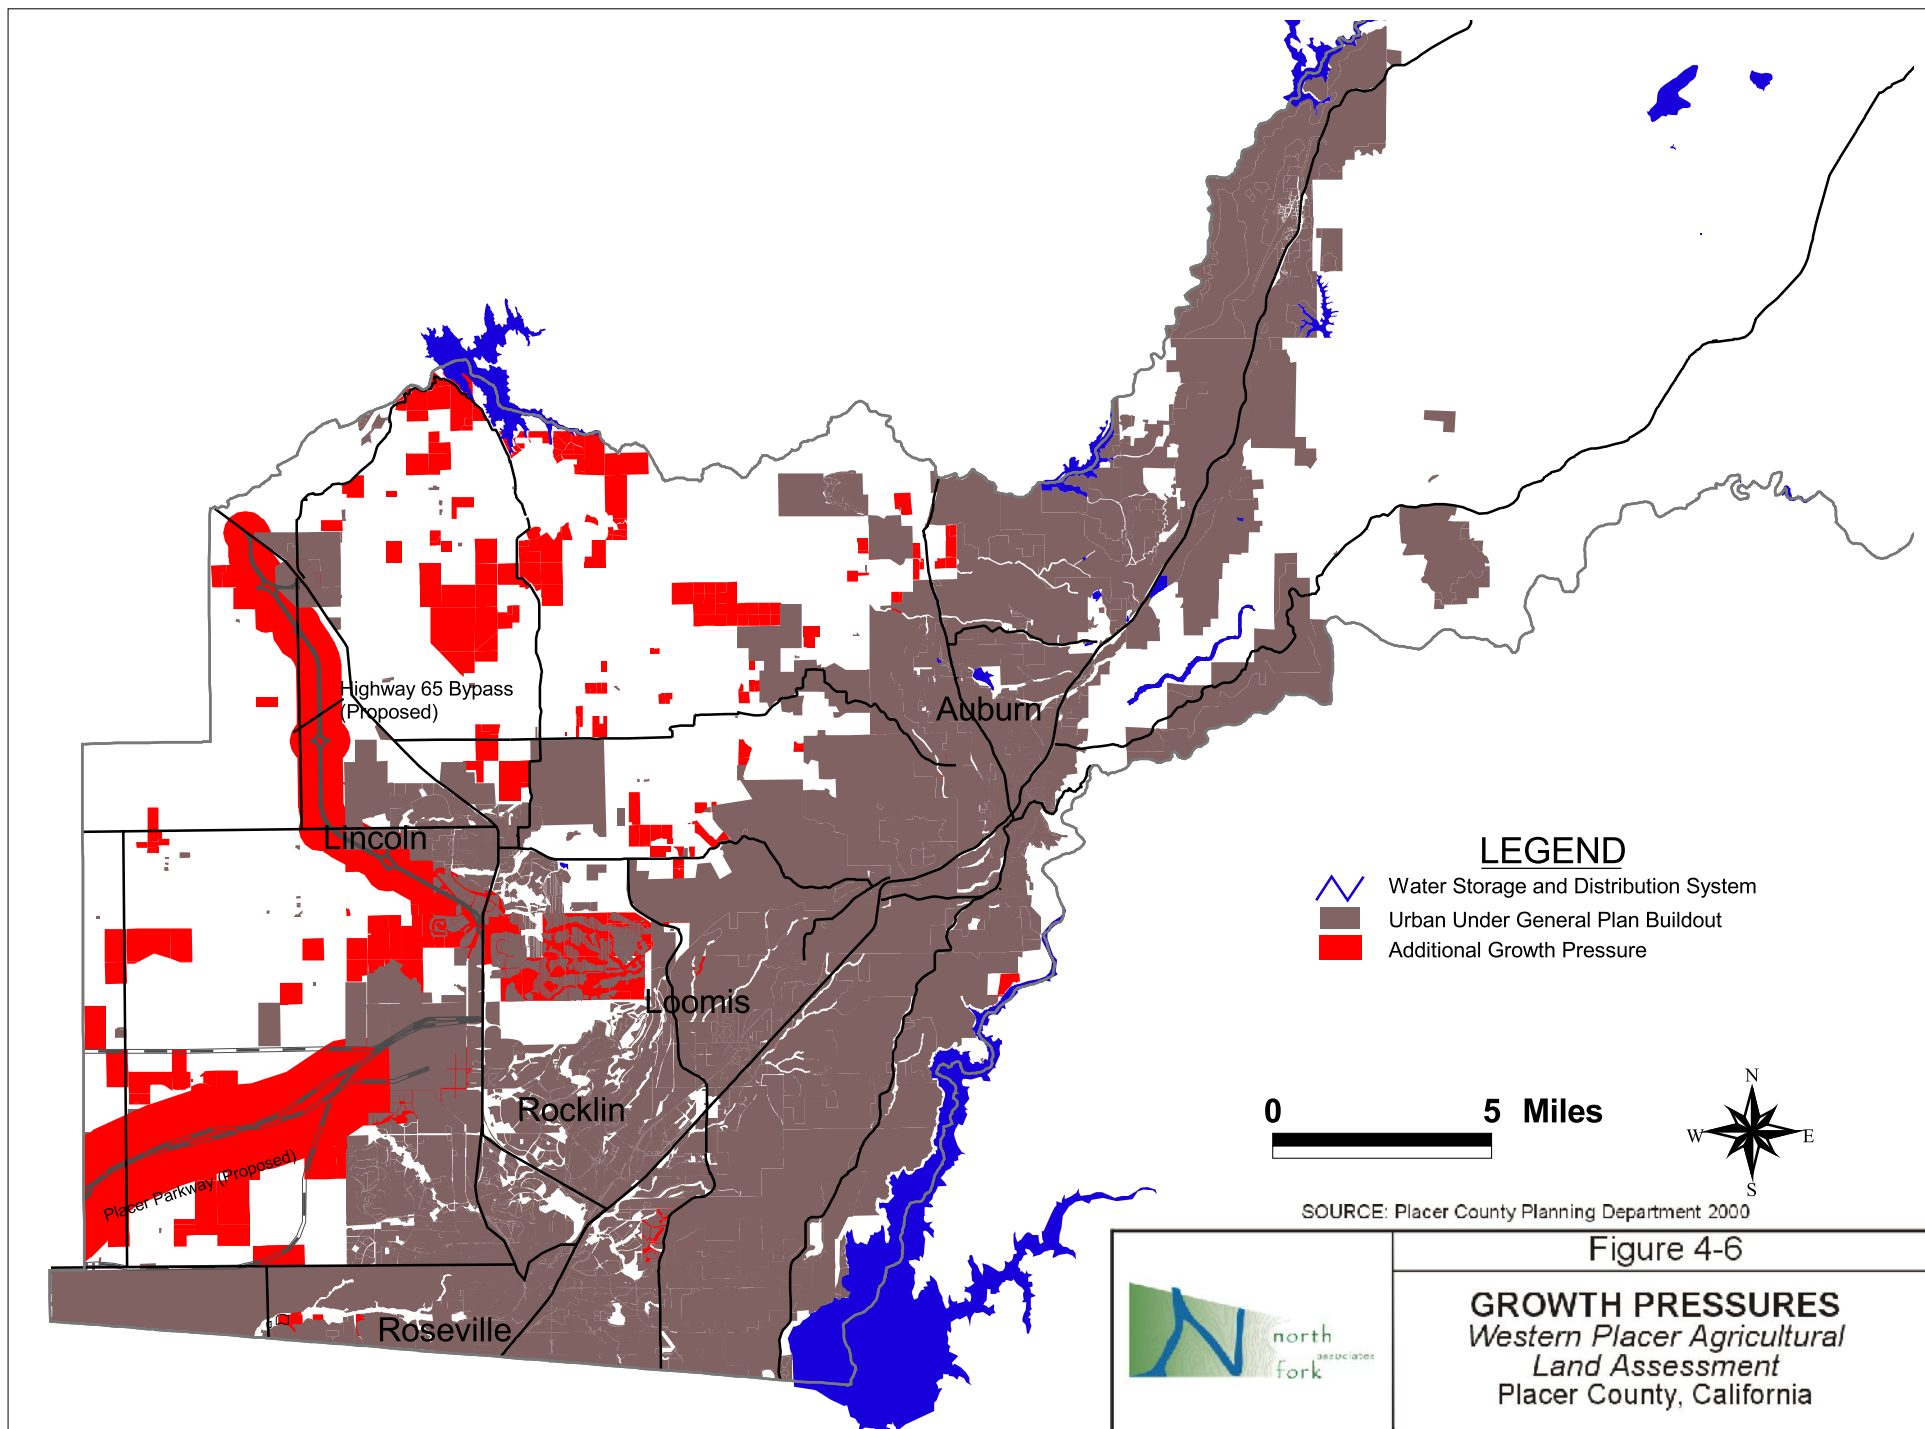 Highway 65 Bypass
(Proposed)
Auburn
Lincoln
LEGEND
Water Storage and Distribution System
Urban Under General Plan Buildout
Additional Growth Pressure
Loomis
Rocklin
0 5 Miles
N
W E
S
Placer Parkway (Proposed)
SOURCE: Placer County Planning Department 2000
Roseville
Figure 4-6
GROWTH PRESSURES
Western Placer Agricultural
Land Assessment
Placer County, California
north
associates
fork